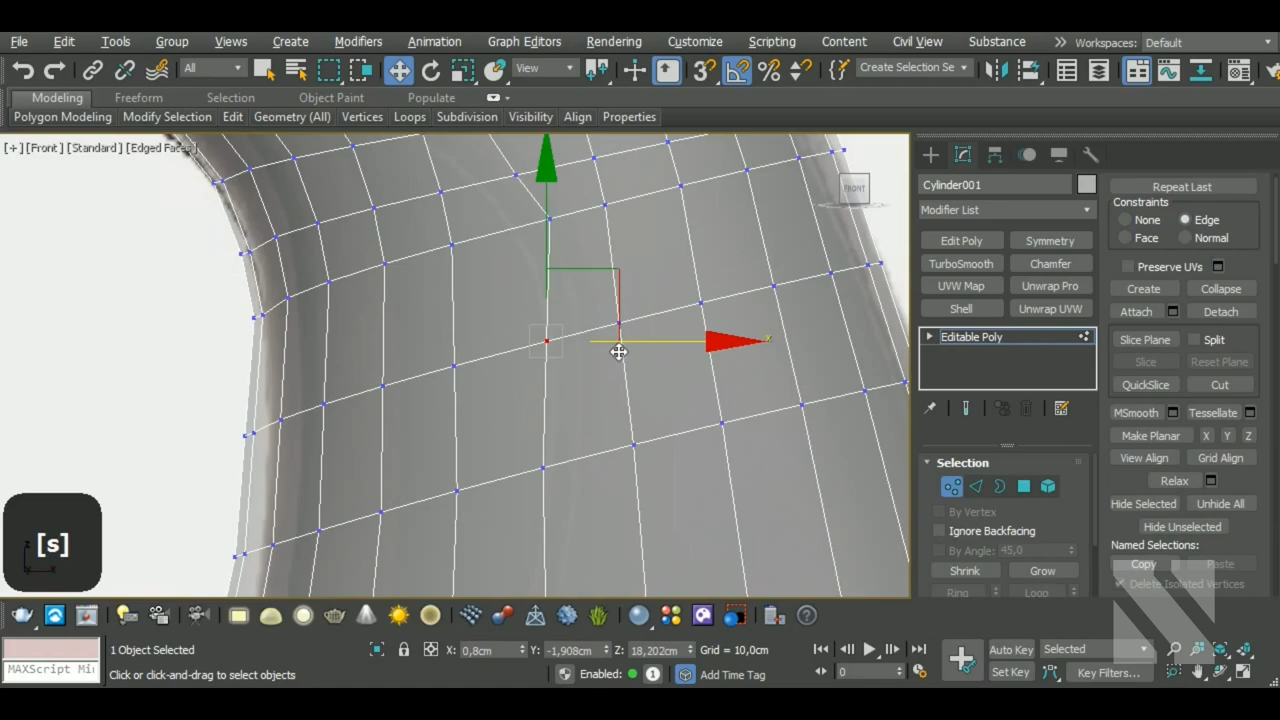 File Edit Tools Group Views Create Modifiers Animation Graph Editors Rendering Customize Scripting Content Civil View Substance Workspaces: Default
All View Create Selection Se
Modeling Freeform Selection Object Paint Populate
Polygon Modeling Modify Selection Edit Geometry (All) Vertices Loops Subdivision Visibility Align Properties
[+] [Front] [Standard] [Edged Faces]
FRONT
x
Cylinder001
Modifier List
Edit Poly Symmetry
TurboSmooth Chamfer
UVW Map Unwrap Pro
Shell Unwrap UVW
Editable Poly
Selection
By Vertex
Ignore Backfacing
By Angle: 45,0
Shrink Grow
Ring Loop
Repeat Last
Constraints
None Edge
Face Normal
Preserve UVs
Create Collapse
Attach Detach
Slice Plane Split
Slice Reset Plane
QuickSlice Cut
MSmooth Tessellate
Make Planar X Y Z
View Align Grid Align
Relax
Hide Selected Unhide All
Hide Unselected
Named Selections:
Copy Paste
Delete Isolated Vertices
[s]
MAXScript Mi
1 Object Selected
Click or click-and-drag to select objects
X: 0,8cm Y: -1,908cm Z: 18,202cm Grid = 10,0cm
Enabled: 1 Add Time Tag
0
Auto Key Selected
Set Key Key Filters...